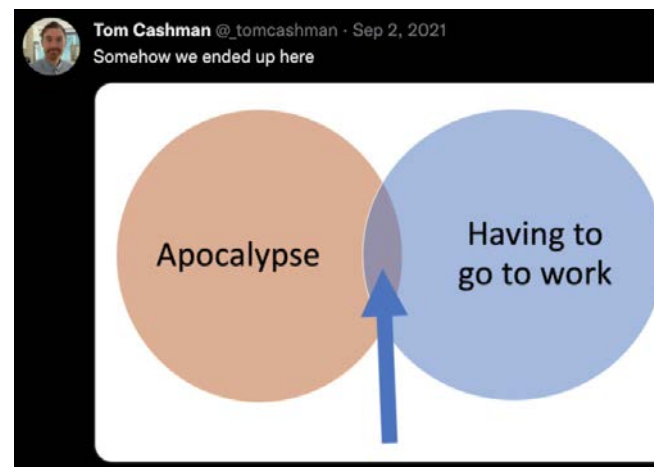 Tom Cashman @_tomcashman · Sep 2, 2021
Somehow we ended up here
Apocalypse
Having to
go to work